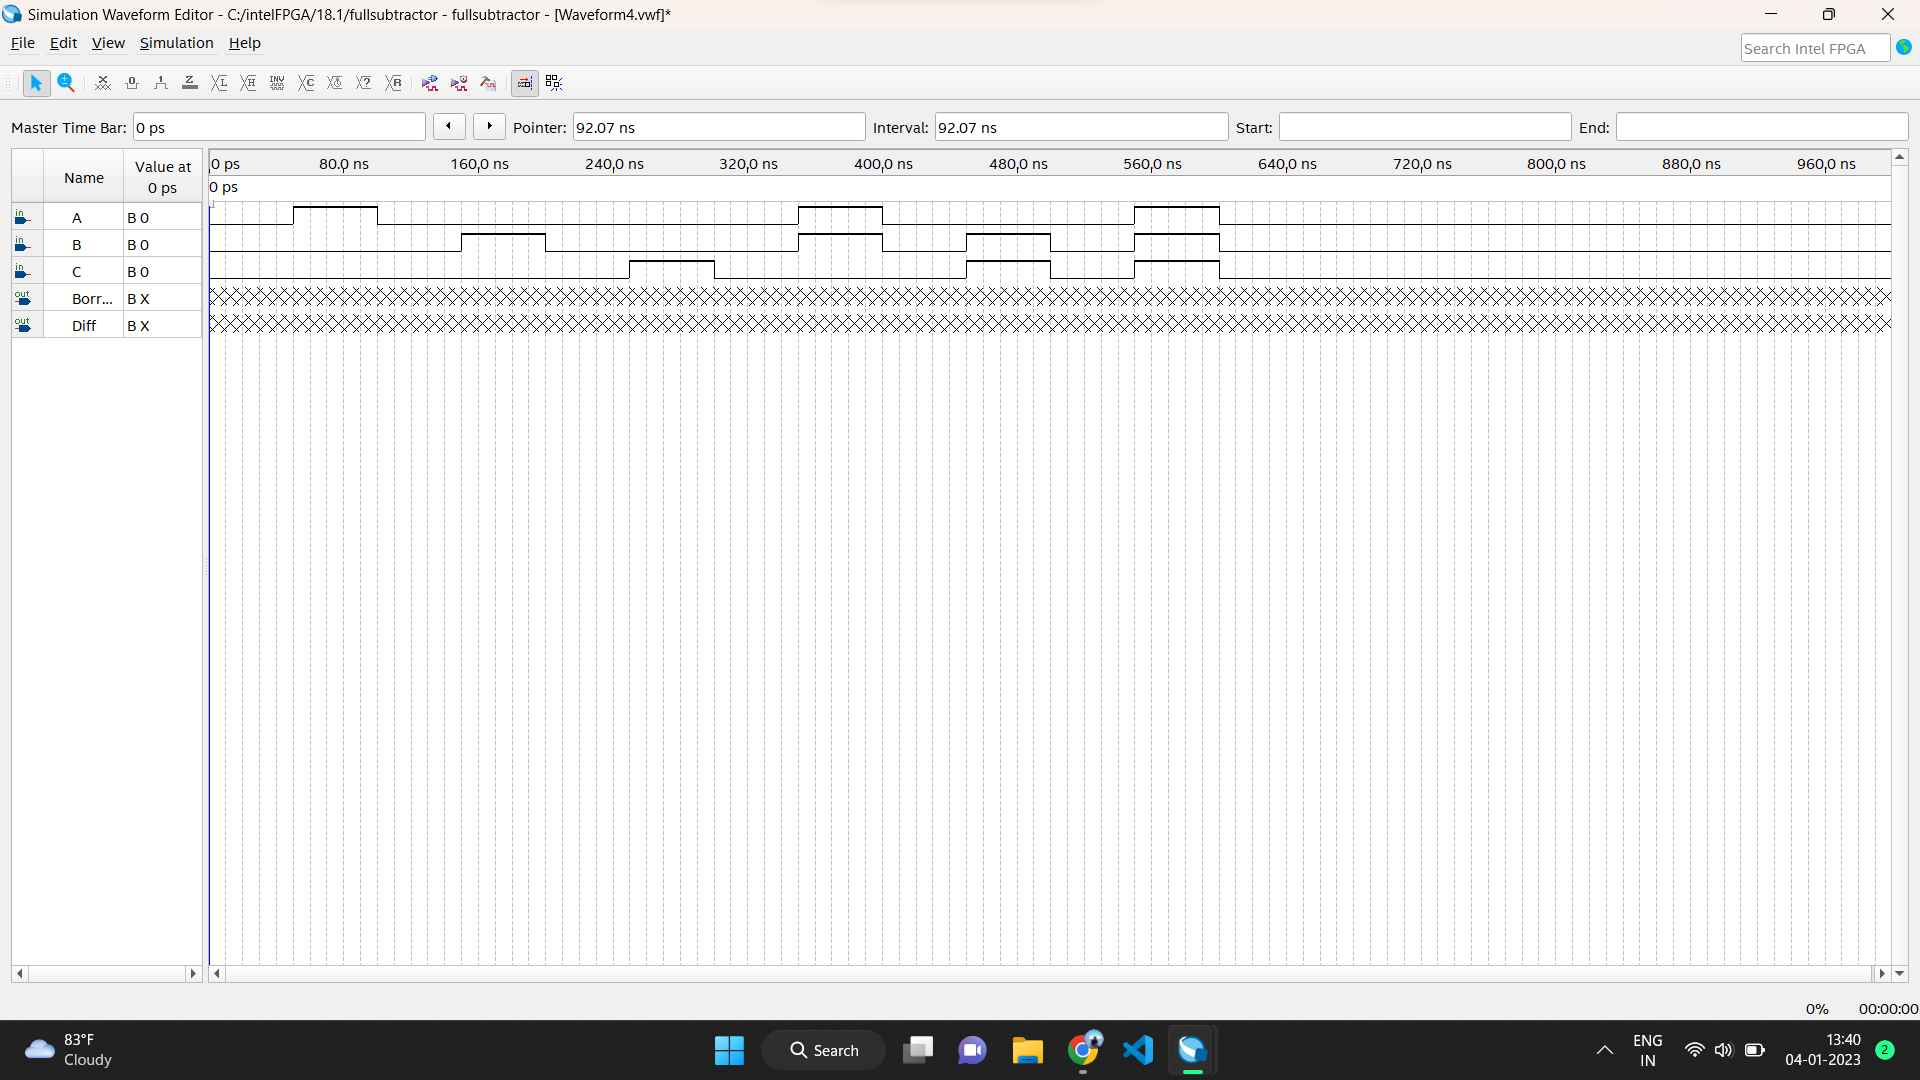 Simulation Waveform Editor - C:/intelFPGA/18.1/fullsubtractor - fullsubtractor - [Waveform4.vwf]*
File Edit View Simulation Help
Search Intel FPGA
Master Time Bar: 0 ps Pointer: 92.07 ns Interval: 92.07 ns Start: End:
Name Value at 0 ps
0 ps 80.0 ns 160.0 ns 240.0 ns 320.0 ns 400.0 ns 480.0 ns 560.0 ns 640.0 ns 720.0 ns 800.0 ns 880.0 ns 960.0 ns
0 ps
in A B 0
in B B 0
in C B 0
out Borr... B X
out Diff B X
0% 00:00:00
83°F
Cloudy
Search
ENG
IN
13:40
04-01-2023
2